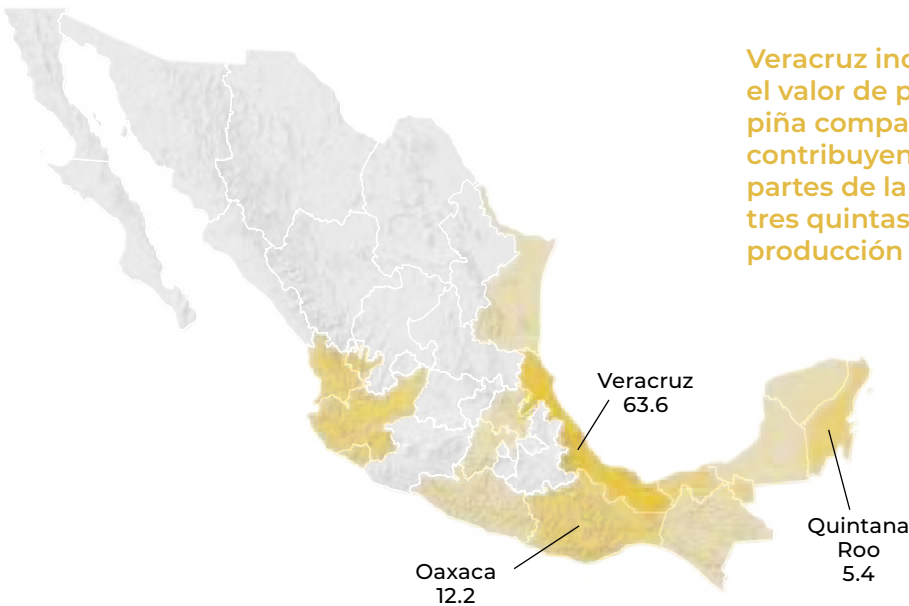 Veracruz
el valor de
piña
contribuyen
partes de la
tres quintas
producción
Veracruz
63.6
Quintana
Roo
5.4
Oaxaca
12.2